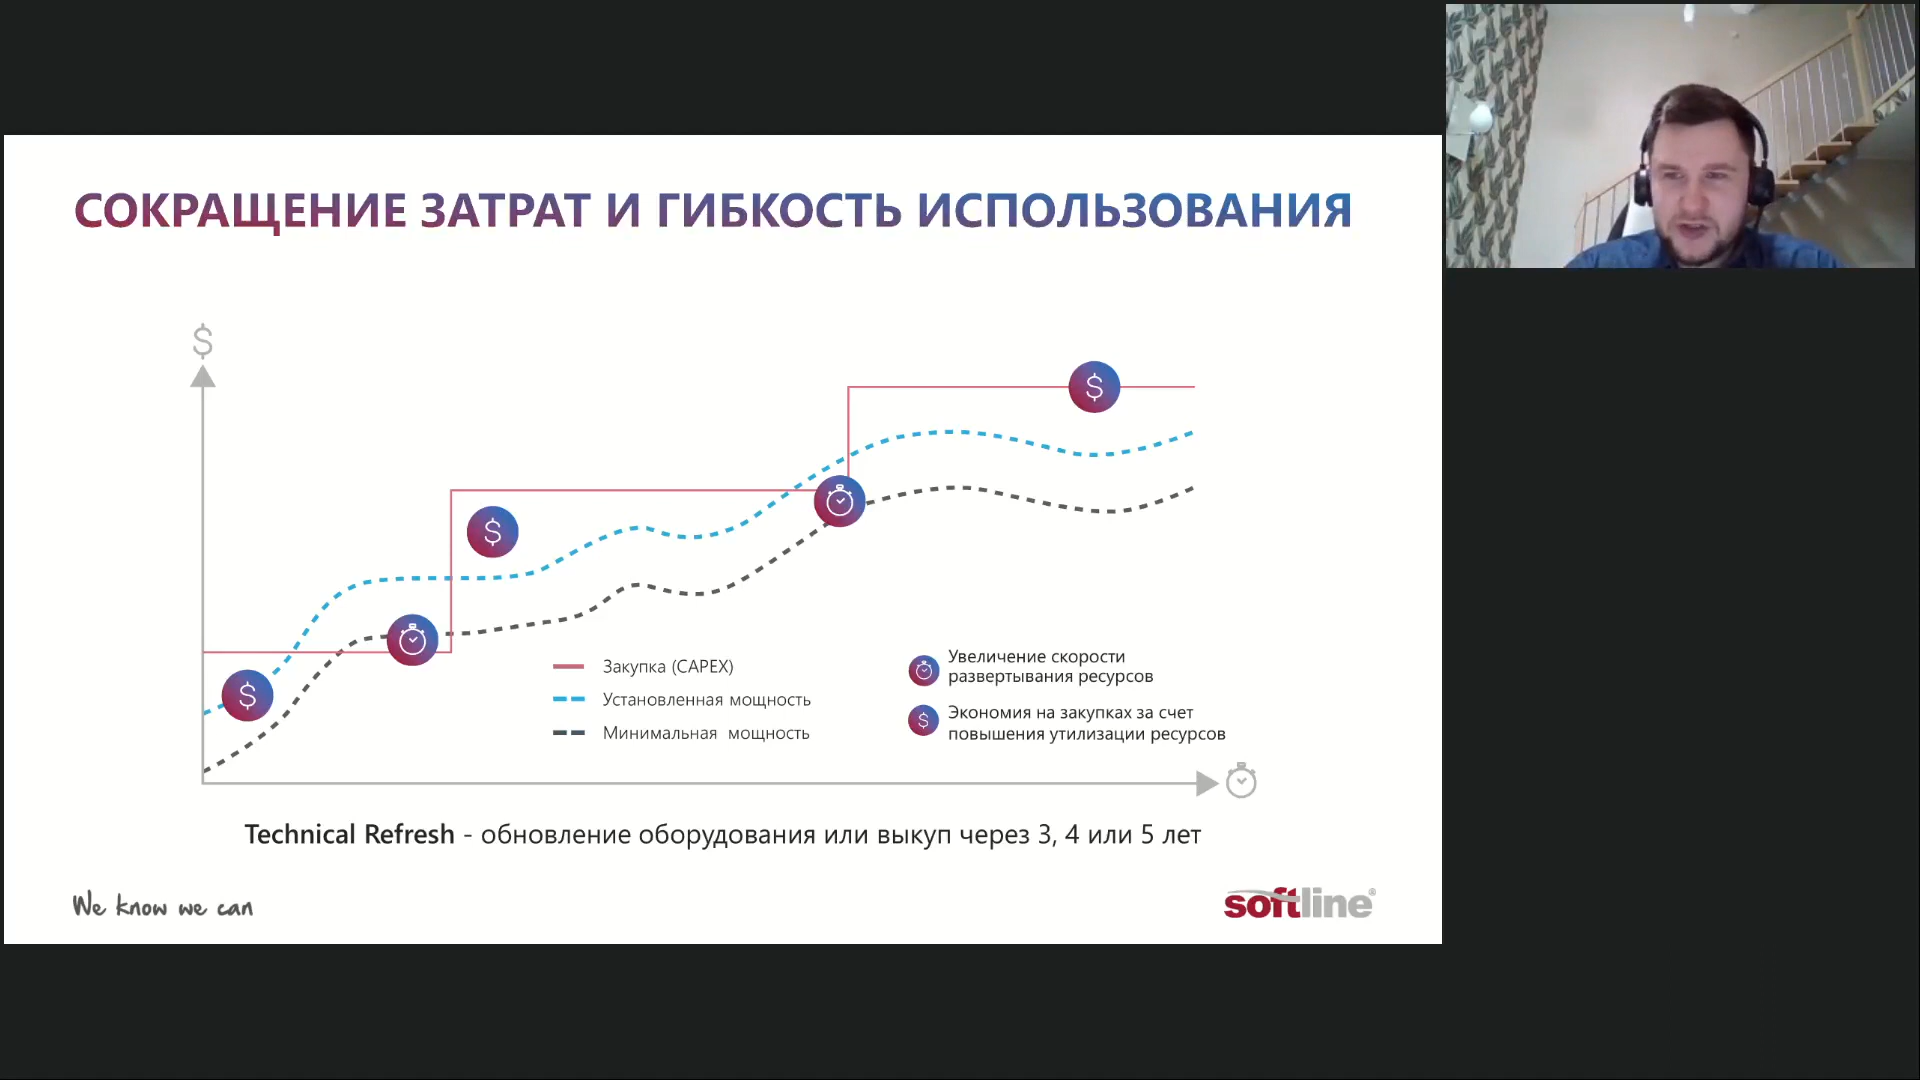 СОКРАЩЕНИЕ ЗАТРАТ И ГИБКОСТЬ ИСПОЛЬЗОВАНИЯ
$
$
$
$
Закупка (CAPEX)
Установленная мощность
Минимальная мощность
Увеличение скорости
развертывания ресурсов
$
Экономия на закупках за счет
повышения утилизации ресурсов
Technical Refresh - обновление оборудования или выкуп через 3, 4 или 5 лет
We know we can
softline®